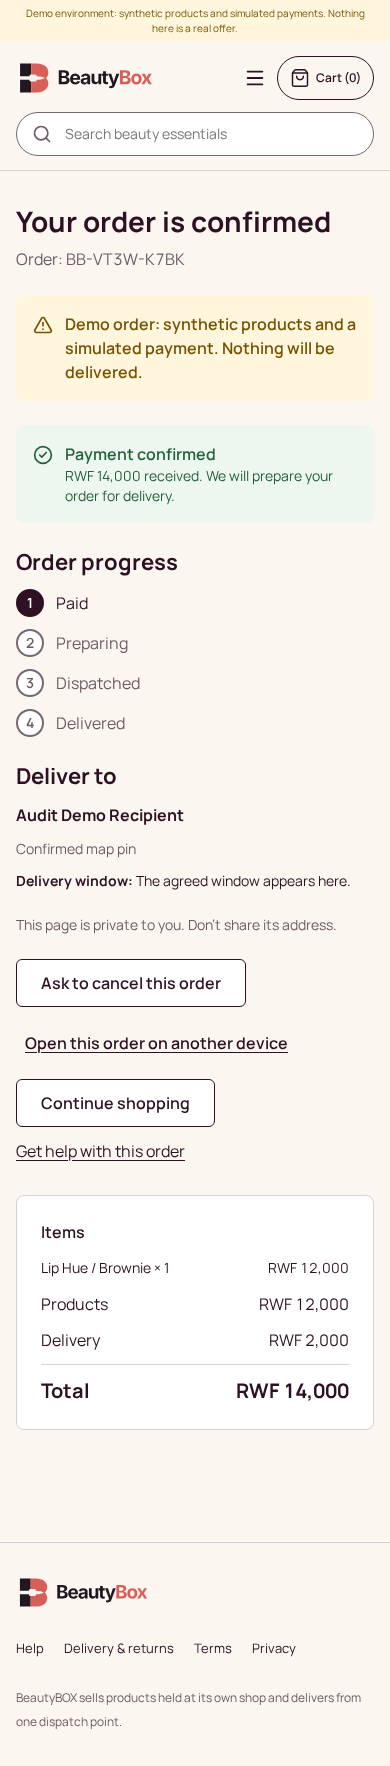 Demo environment: synthetic products and simulated payments. Nothing
here is a real offer.
BeautyBox
Cart (0)
Search beauty essentials
Your order is confirmed
Order: BB-VT3W-K7BK
Demo order: synthetic products and a
simulated payment. Nothing will be
delivered.
Payment confirmed
RWF 14,000 received. We will prepare your
order for delivery.
Order progress
1 Paid
2 Preparing
3 Dispatched
4 Delivered
Deliver to
Audit Demo Recipient
Confirmed map pin
Delivery window: The agreed window appears here.
This page is private to you. Don't share its address.
Ask to cancel this order
Open this order on another device
Continue shopping
Get help with this order
Items
Lip Hue / Brownie × 1 RWF 12,000
Products RWF 12,000
Delivery RWF 2,000
Total RWF 14,000
BeautyBox
Help Delivery & returns Terms Privacy
BeautyBOX sells products held at its own shop and delivers from
one dispatch point.